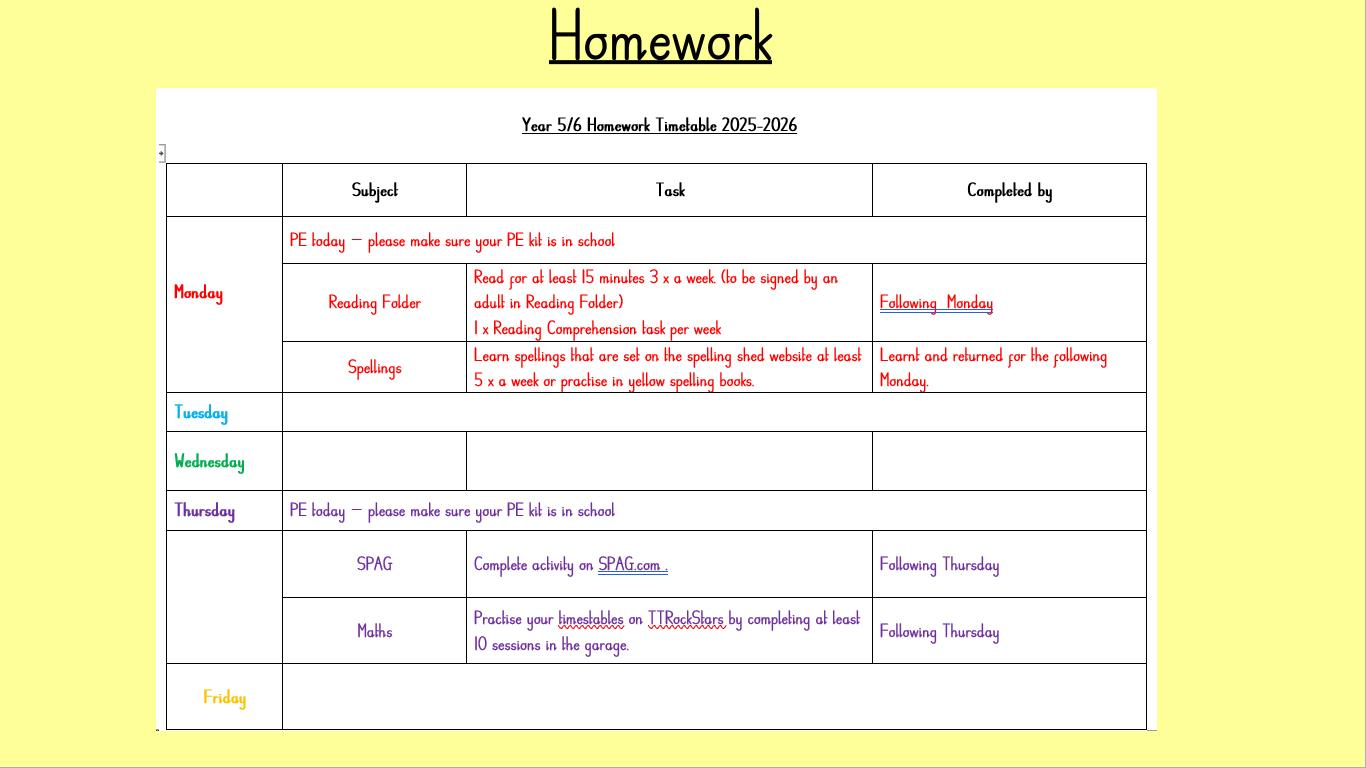 Homework
Year 5/6 Homework Timetable 2025-2026
Subject
Task
Completed by
Monday
PE today – please make sure your PE kit is in school
Reading Folder
Read for at least 15 minutes 3 x a week. (to be signed by an
adult in Reading Folder)
1 x Reading Comprehension task per week
Following Monday
Spellings
Learn spellings that are set on the spelling shed website at least
5 x a week or practise in yellow spelling books.
Learnt and returned for the following
Monday.
Tuesday
Wednesday
Thursday
PE today – please make sure your PE kit is in school
SPAG
Complete activity on SPAG.com .
Following Thursday
Maths
Practise your timestables on TTRockStars by completing at least
10 sessions in the garage.
Following Thursday
Friday